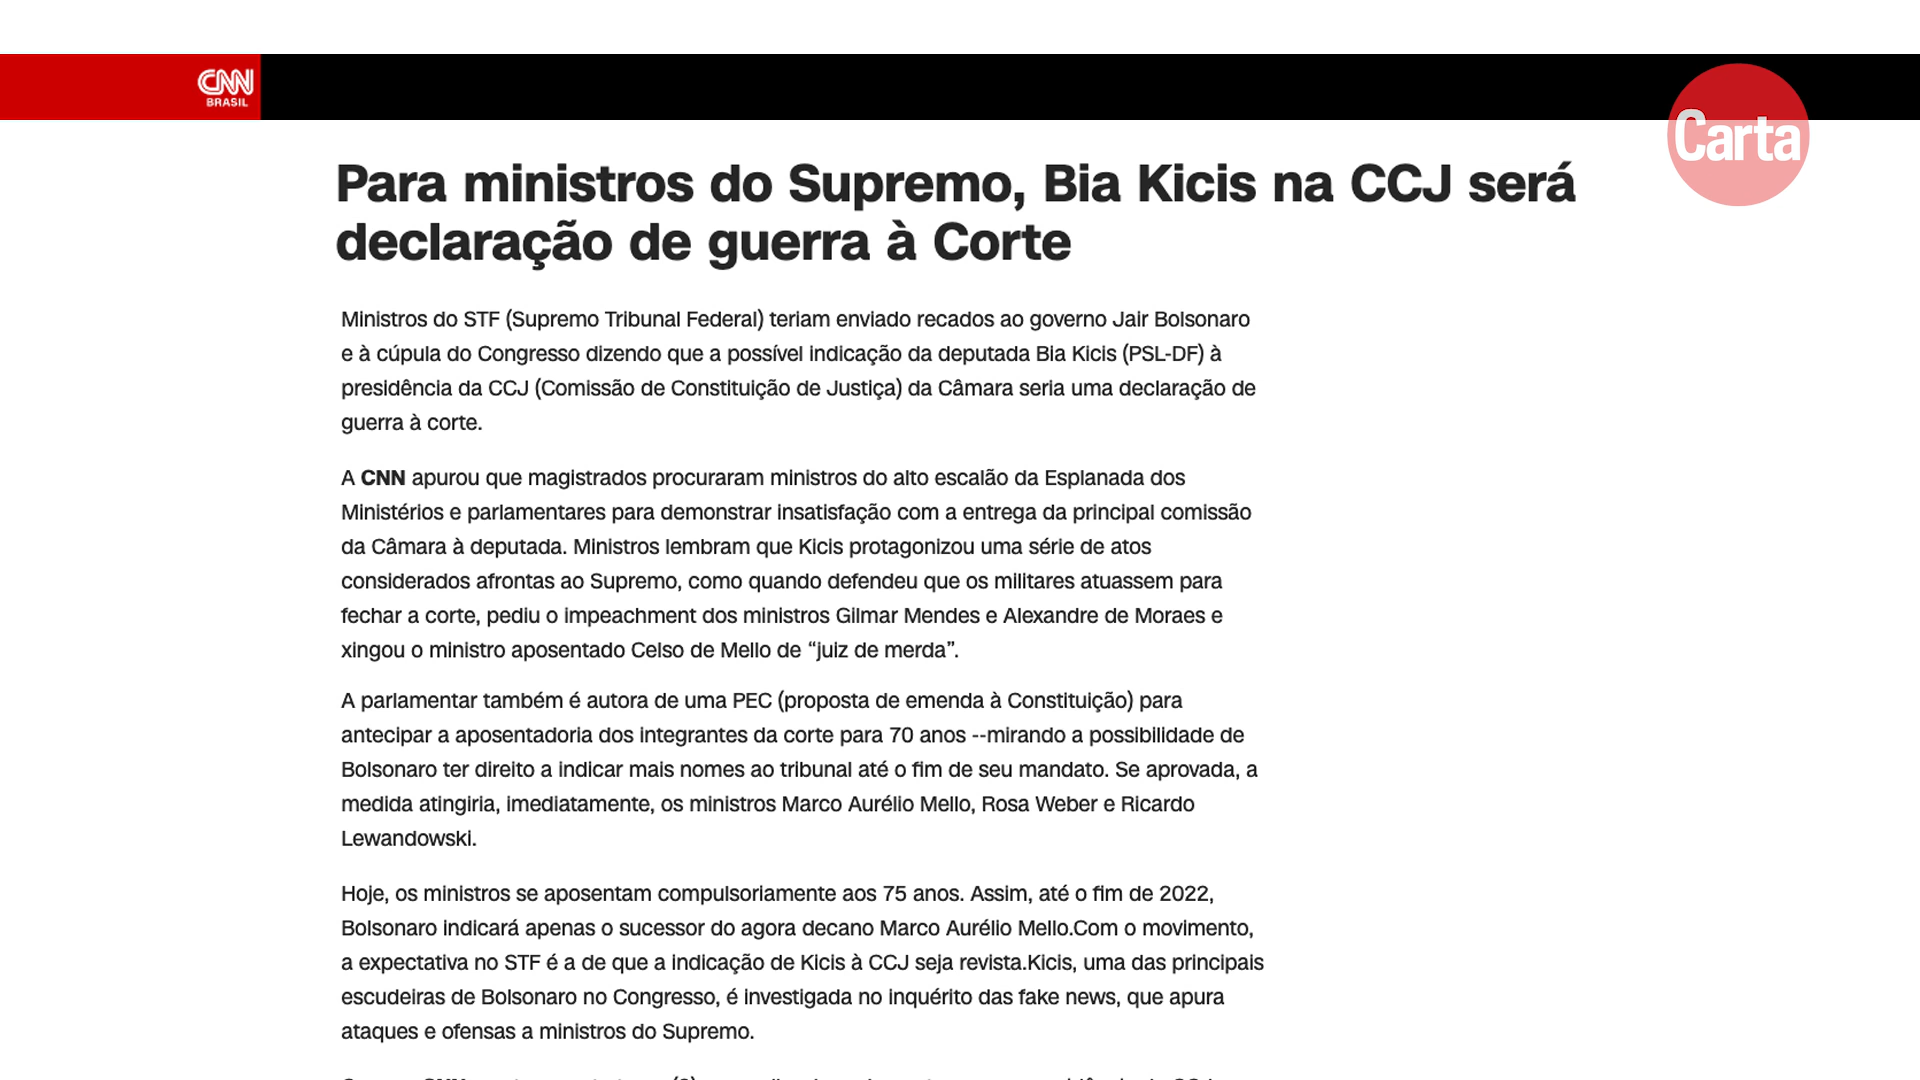 CNN
BRASIL
Carta
Para ministros do Supremo, Bia Kicis na CCJ será
declaração de guerra à Corte
Ministros do STF (Supremo Tribunal Federal) teriam enviado recados ao governo Jair Bolsonaro
e à cúpula do Congresso dizendo que a possível indicação da deputada Bia Kicis (PSL-DF) à
presidência da CCJ (Comissão de Constituição de Justiça) da Câmara seria uma declaração de
guerra à corte.
A CNN apurou que magistrados procuraram ministros do alto escalão da Esplanada dos
Ministérios e parlamentares para demonstrar insatisfação com a entrega da principal comissão
da Câmara à deputada. Ministros lembram que Kicis protagonizou uma série de atos
considerados afrontas ao Supremo, como quando defendeu que os militares atuassem para
fechar a corte, pediu o impeachment dos ministros Gilmar Mendes e Alexandre de Moraes e
xingou o ministro aposentado Celso de Mello de “juiz de merda”.
A parlamentar também é autora de uma PEC (proposta de emenda à Constituição) para
antecipar a aposentadoria dos integrantes da corte para 70 anos --mirando a possibilidade de
Bolsonaro ter direito a indicar mais nomes ao tribunal até o fim de seu mandato. Se aprovada, a
medida atingiria, imediatamente, os ministros Marco Aurélio Mello, Rosa Weber e Ricardo
Lewandowski.
Hoje, os ministros se aposentam compulsoriamente aos 75 anos. Assim, até o fim de 2022,
Bolsonaro indicará apenas o sucessor do agora decano Marco Aurélio Mello.Com o movimento,
a expectativa no STF é a de que a indicação de Kicis à CCJ seja revista.Kicis, uma das principais
escudeiras de Bolsonaro no Congresso, é investigada no inquérito das fake news, que apura
ataques e ofensas a ministros do Supremo.